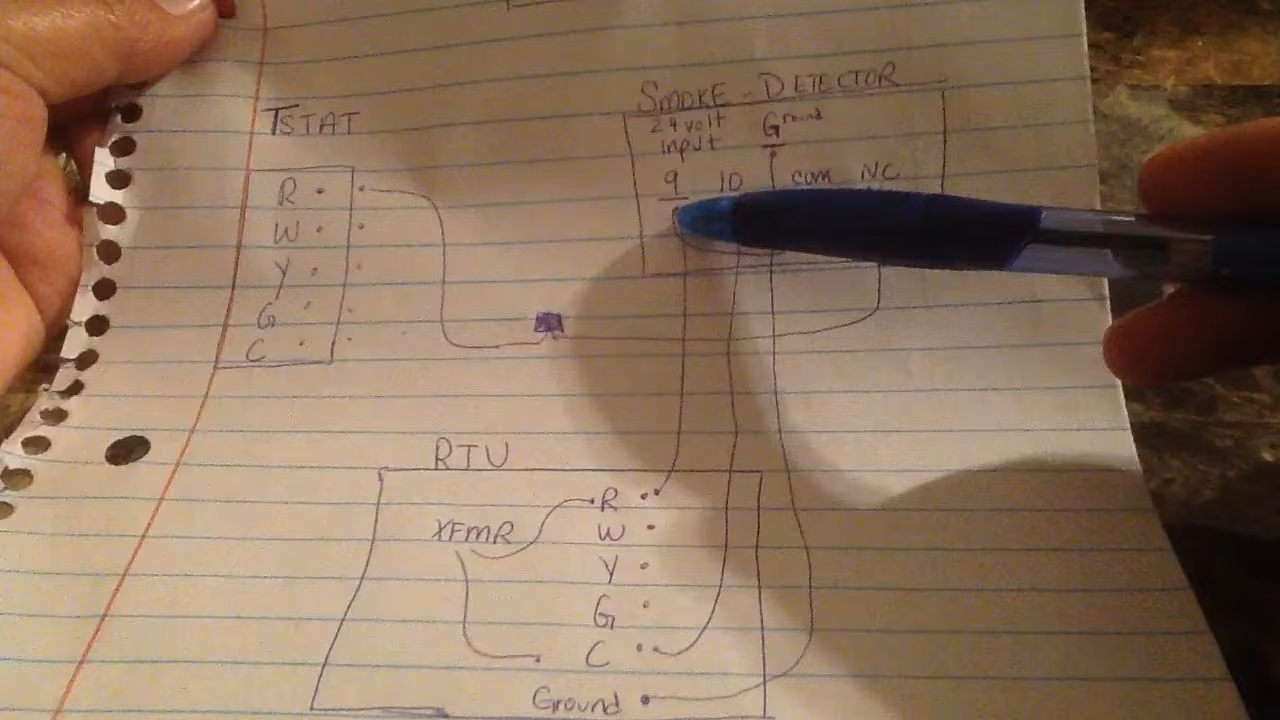 SMOKE - DETECTOR
24 volt
input
Ground
9 10 com NC
TSTAT
R
W
Y
G
C
RTU
XFMR
R
W
Y
G
C
Ground